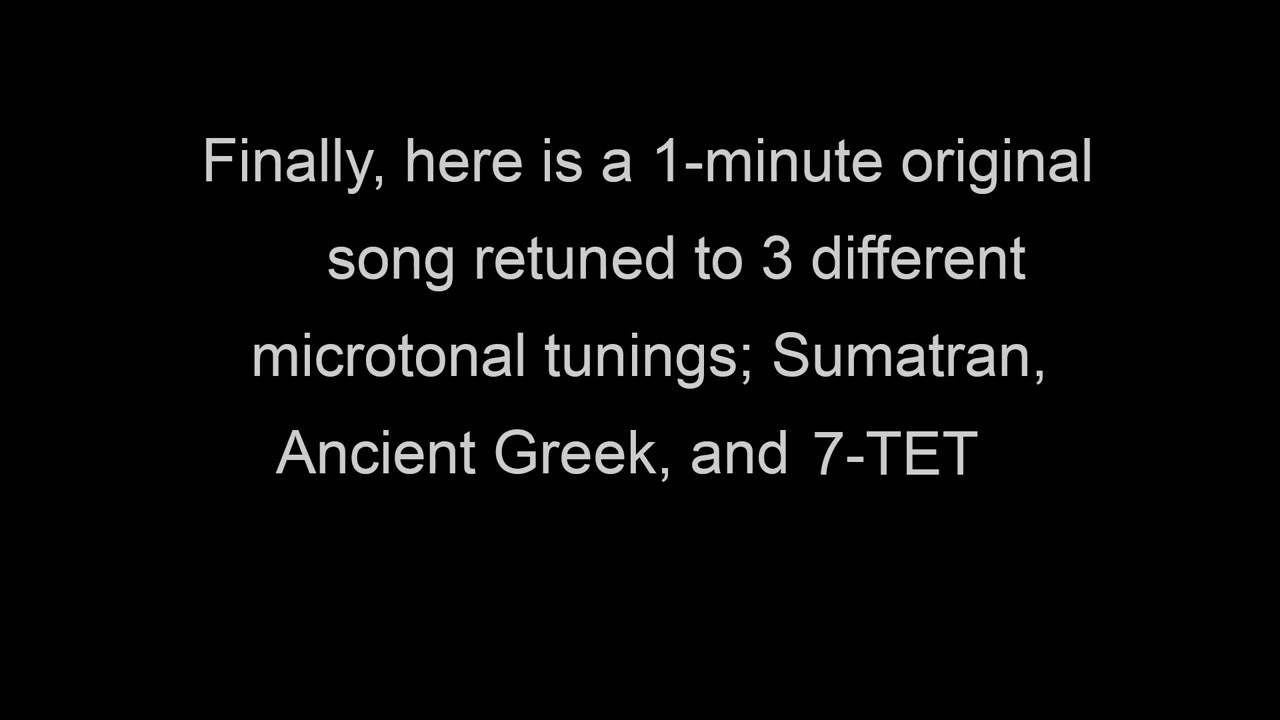 Finally, here is a 1-minute original
song retuned to 3 different
microtonal tunings; Sumatran,
Ancient Greek, and 7-TET